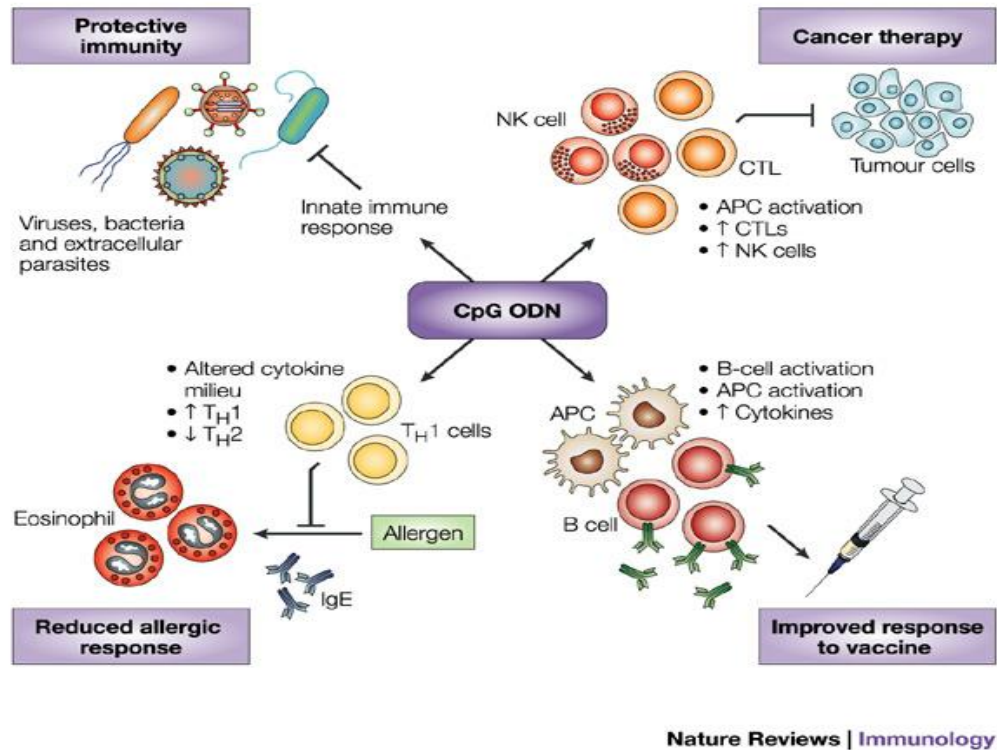 Protective
immunity
Cancer therapy
NK cell
CTL
Tumour cells
Viruses, bacteria
and extracellular
parasites
Innate immune
response
• APC activation
• ↑ CTLs
• ↑ NK cells
CpG ODN
• Altered cytokine
milieu
• ↑ TH1
• ↓ TH2
TH1 cells
• B-cell activation
• APC activation
• ↑ Cytokines
APC
Eosinophil
Allergen
B cell
IgE
Reduced allergic
response
Improved response
to vaccine
Nature Reviews | Immunology